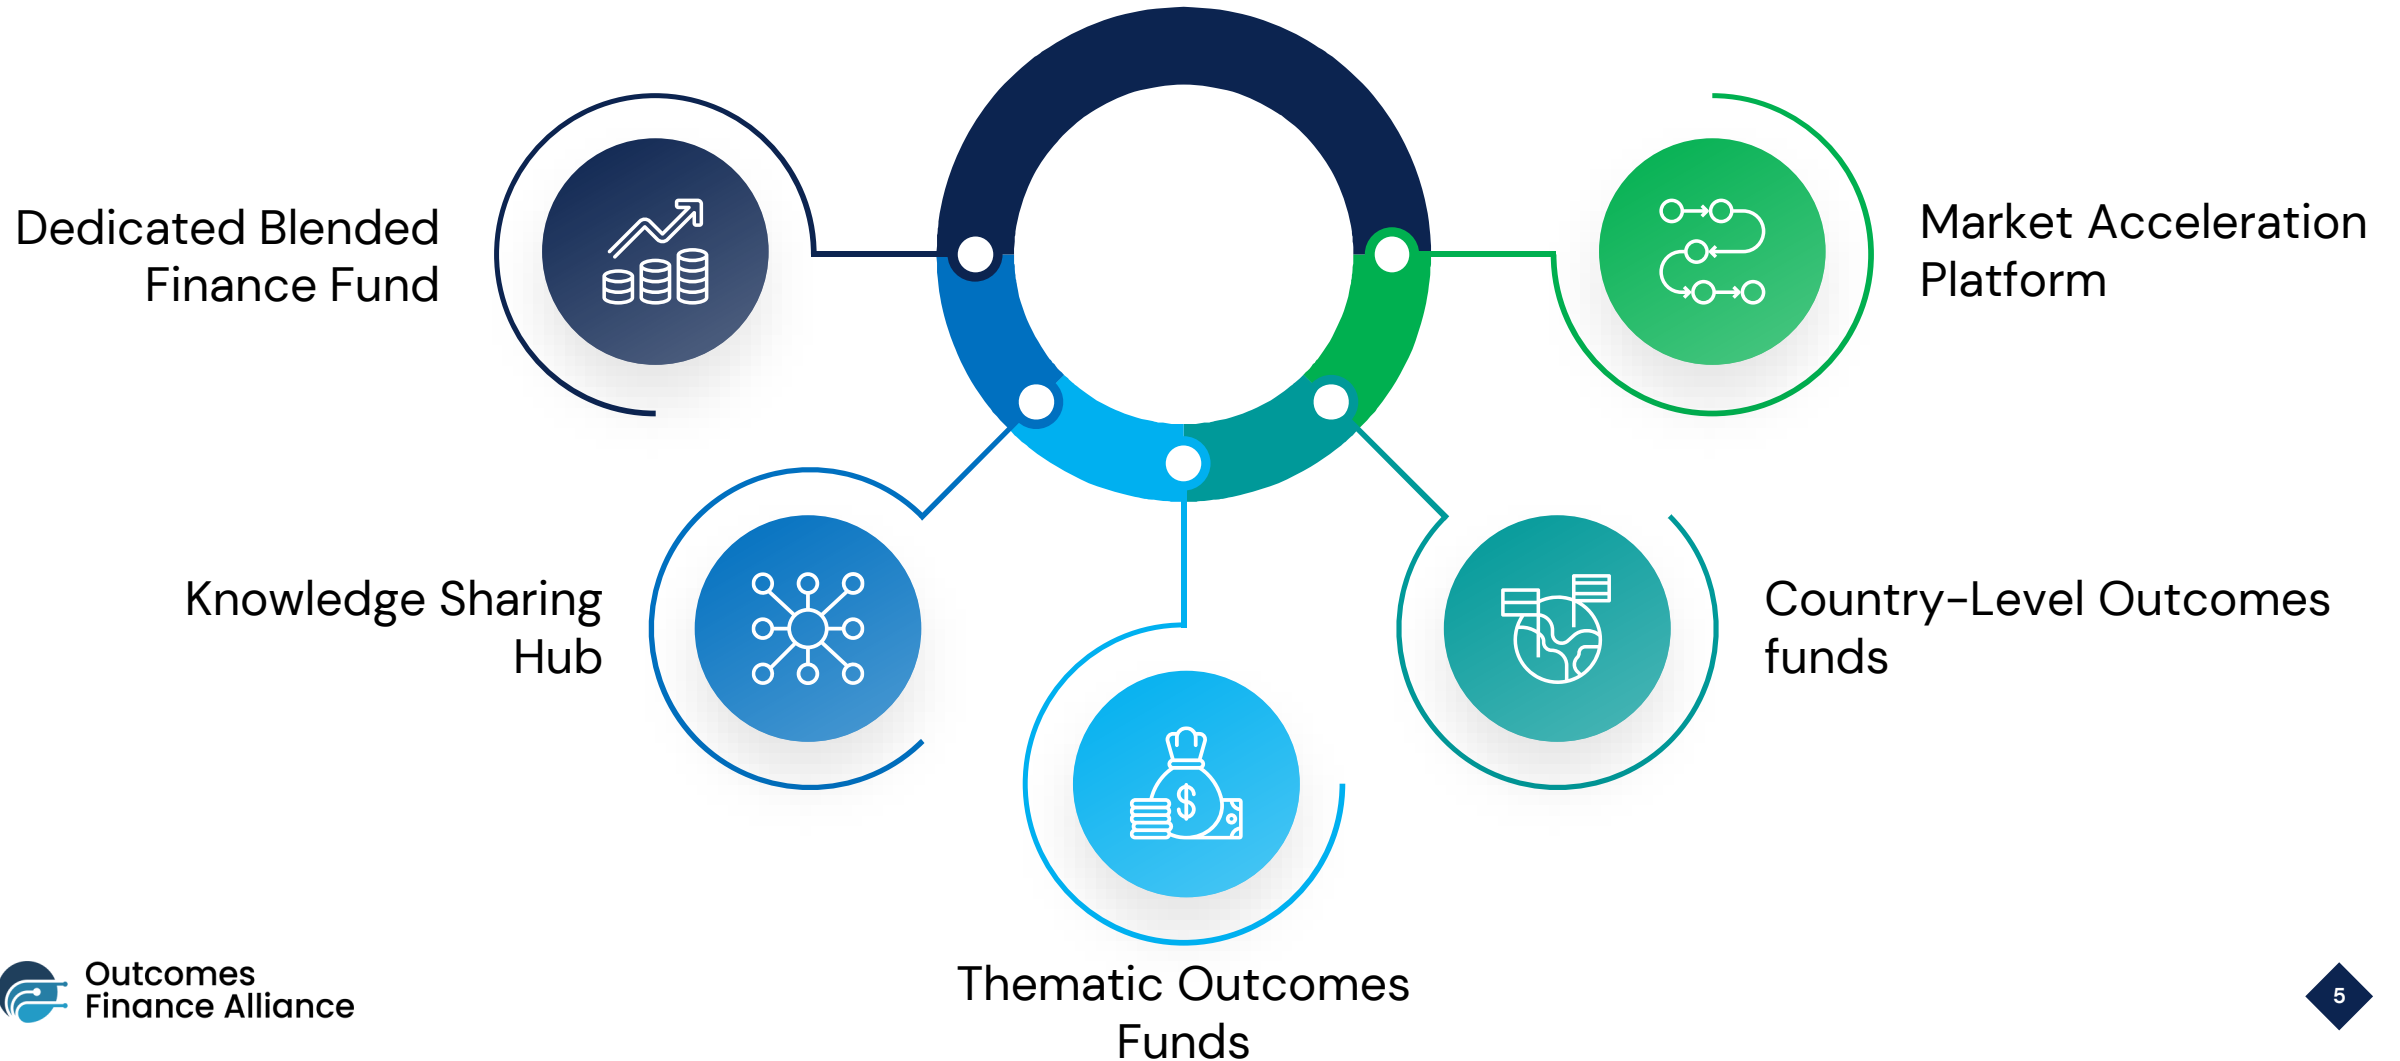 Dedicated Blended
Finance Fund
Market Acceleration
Platform
Knowledge Sharing
Hub
$
Country-Level Outcomes
funds
Thematic Outcomes
Funds
Outcomes
Finance Alliance
5